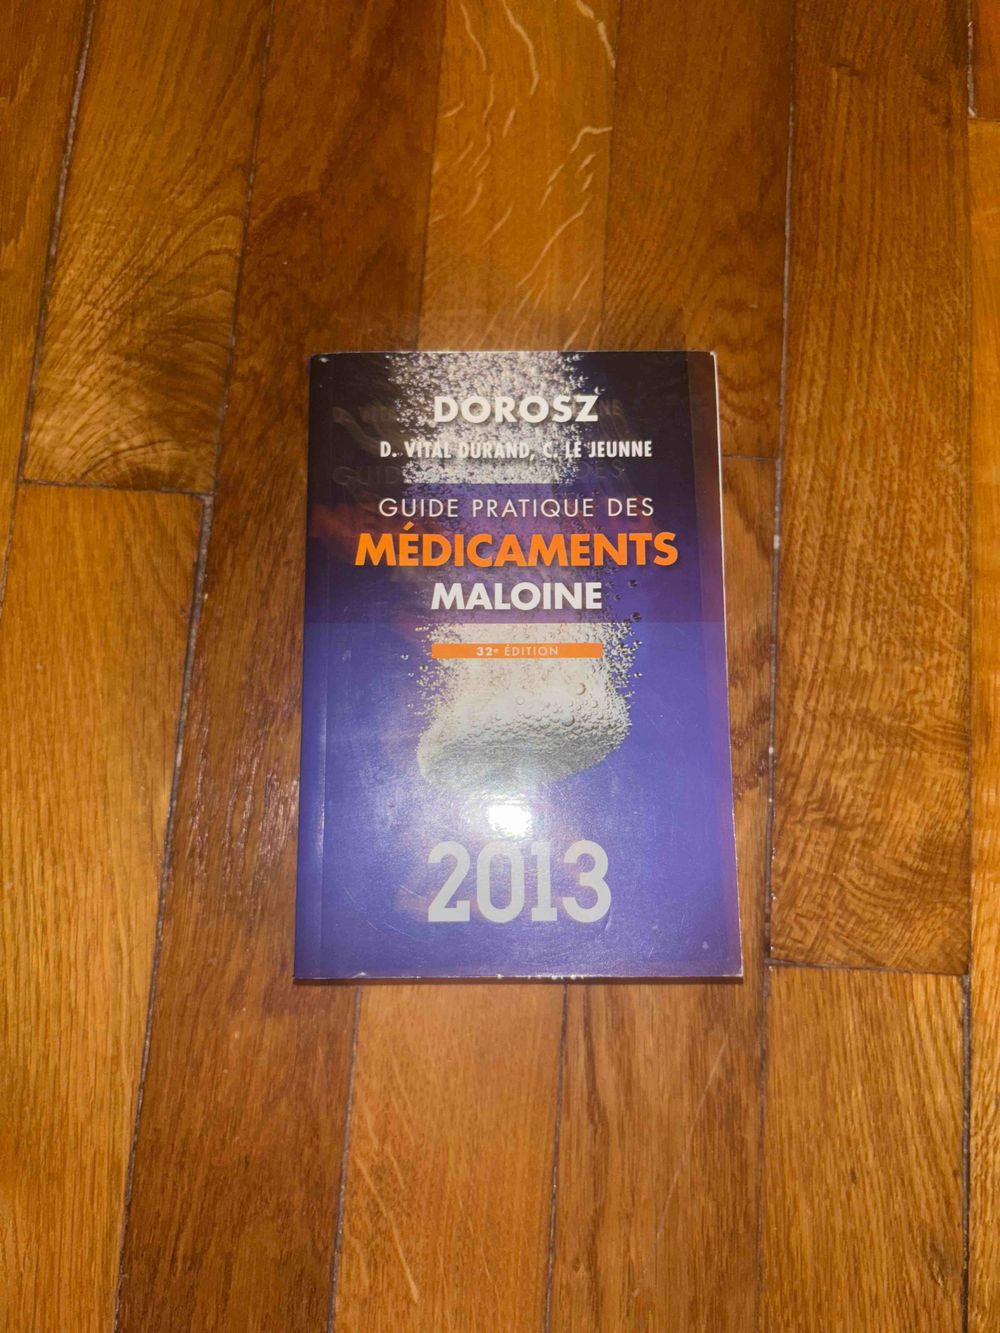 DOROSZ
D. VITAL DURAND, C. LE JEUNNE
GUIDE PRATIQUE DES
MÉDICAMENTS
MALOINE
32e ÉDITION
2013